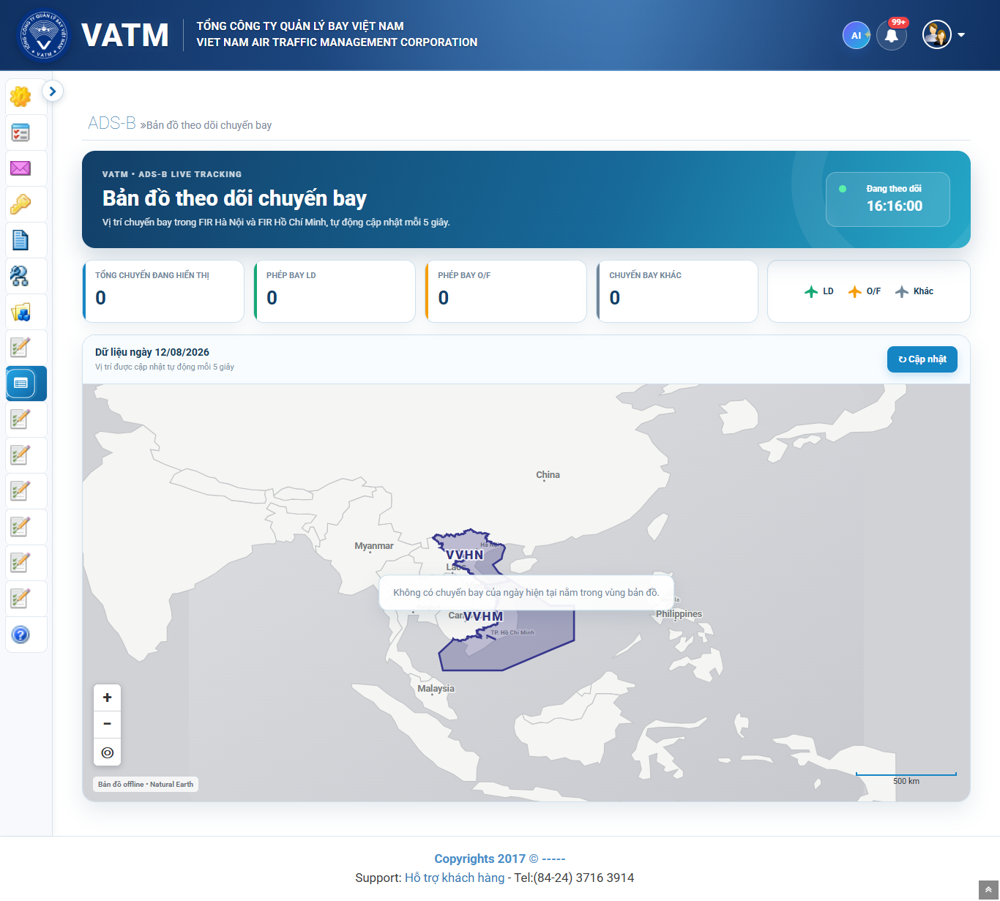 VATM
TỔNG CÔNG TY QUẢN LÝ BAY VIỆT NAM
VIET NAM AIR TRAFFIC MANAGEMENT CORPORATION
AI
99+
ADS-B »Bản đồ theo dõi chuyến bay
VATM • ADS-B LIVE TRACKING
Bản đồ theo dõi chuyến bay
Vị trí chuyến bay trong FIR Hà Nội và FIR Hồ Chí Minh, tự động cập nhật mỗi 5 giây.
Đang theo dõi
16:16:00
TỔNG CHUYẾN ĐANG HIỂN THỊ
0
PHÉP BAY LD
0
PHÉP BAY O/F
0
CHUYẾN BAY KHÁC
0
LD
O/F
Khác
Dữ liệu ngày 12/08/2026
Vị trí được cập nhật tự động mỗi 5 giây
↻ Cập nhật
China
Myanmar
VVHN
Không có chuyến bay của ngày hiện tại nằm trong vùng bản đồ.
VVHM
TP. Hồ Chí Minh
Philippines
Malaysia
+
−
◎
Bản đồ offline • Natural Earth
500 km
Copyrights 2017 © -----
Support: Hỗ trợ khách hàng - Tel:(84-24) 3716 3914